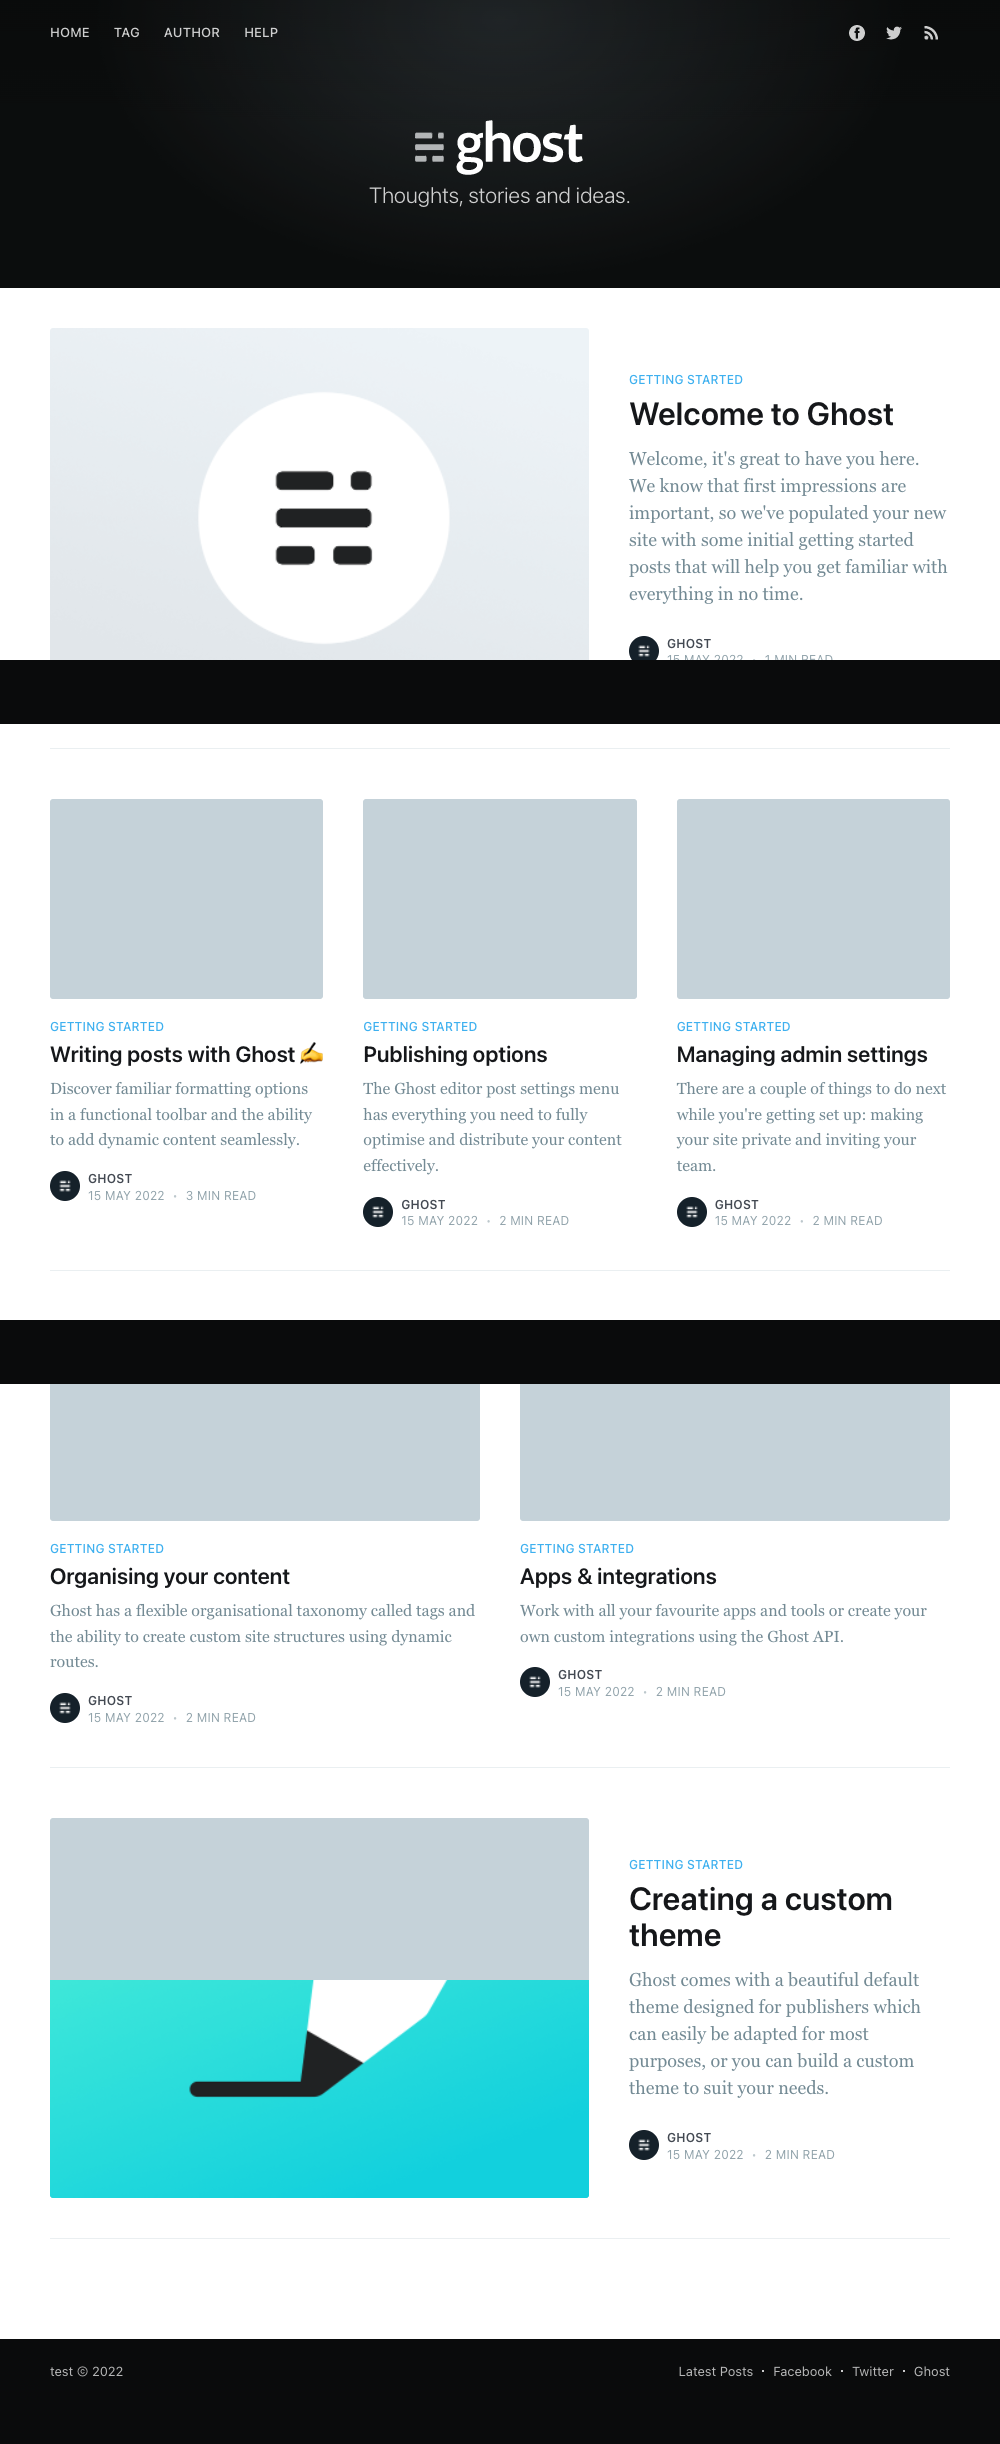 HOME TAG AUTHOR HELP
ghost
Thoughts, stories and ideas.
GETTING STARTED
Welcome to Ghost
Welcome, it's great to have you here.
We know that first impressions are
important, so we've populated your new
site with some initial getting started
posts that will help you get familiar with
everything in no time.
GHOST
15 MAY 2022 • 1 MIN READ
GETTING STARTED
Writing posts with Ghost ✍️
Discover familiar formatting options
in a functional toolbar and the ability
to add dynamic content seamlessly.
GHOST
15 MAY 2022 • 3 MIN READ
GETTING STARTED
Publishing options
The Ghost editor post settings menu
has everything you need to fully
optimise and distribute your content
effectively.
GHOST
15 MAY 2022 • 2 MIN READ
GETTING STARTED
Managing admin settings
There are a couple of things to do next
while you're getting set up: making
your site private and inviting your
team.
GHOST
15 MAY 2022 • 2 MIN READ
GETTING STARTED
Organising your content
Ghost has a flexible organisational taxonomy called tags and
the ability to create custom site structures using dynamic
routes.
GHOST
15 MAY 2022 • 2 MIN READ
GETTING STARTED
Apps & integrations
Work with all your favourite apps and tools or create your
own custom integrations using the Ghost API.
GHOST
15 MAY 2022 • 2 MIN READ
GETTING STARTED
Creating a custom
theme
Ghost comes with a beautiful default
theme designed for publishers which
can easily be adapted for most
purposes, or you can build a custom
theme to suit your needs.
GHOST
15 MAY 2022 • 2 MIN READ
test © 2022
Latest Posts • Facebook • Twitter • Ghost